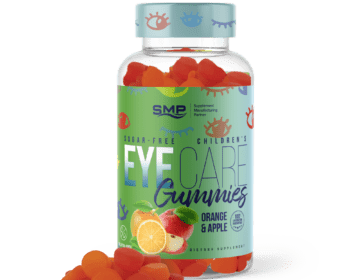 SMP
Supplement
Manufacturing
Partner
SUGAR-FREE CHILDREN'S
EYE CARE
Gummies
ORANGE
& APPLE
DIETARY SUPPLEMENT